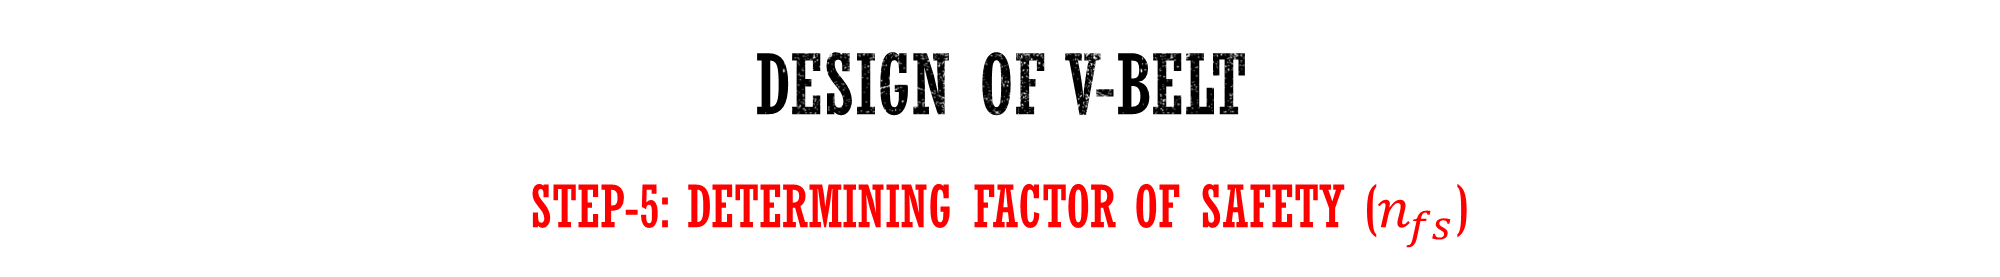 DESIGN OF V-BELT
STEP-5: DETERMINING FACTOR OF SAFETY (n_fs)